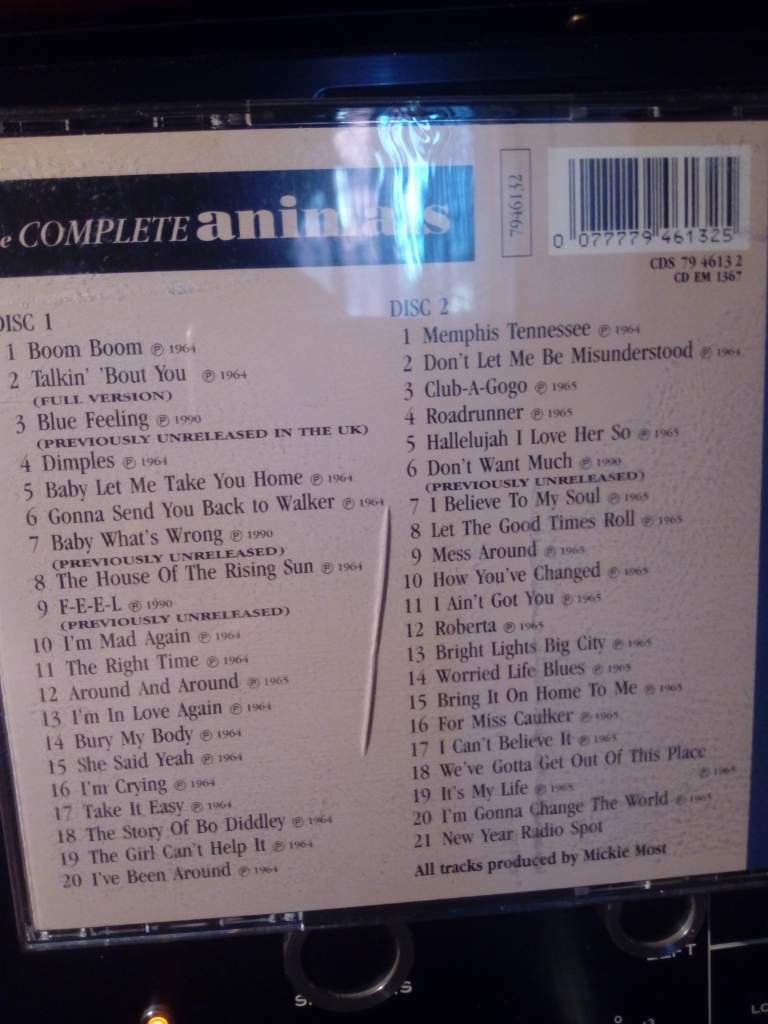 e COMPLETE animals
7946132
0 077779 461325
CDS 79 4613 2
CD EM 1367
DISC 1
1 Boom Boom ℗ 1964
2 Talkin' 'Bout You ℗ 1964
(FULL VERSION)
3 Blue Feeling ℗ 1990
(PREVIOUSLY UNRELEASED IN THE UK)
4 Dimples ℗ 1964
5 Baby Let Me Take You Home ℗ 1964
6 Gonna Send You Back to Walker ℗ 1964
7 Baby What's Wrong ℗ 1990
(PREVIOUSLY UNRELEASED)
8 The House Of The Rising Sun ℗ 1964
9 F-E-E-L ℗ 1990
(PREVIOUSLY UNRELEASED)
10 I'm Mad Again ℗ 1964
11 The Right Time ℗ 1964
12 Around And Around ℗ 1965
13 I'm In Love Again ℗ 1964
14 Bury My Body ℗ 1964
15 She Said Yeah ℗ 1964
16 I'm Crying ℗ 1964
17 Take It Easy ℗ 1964
18 The Story Of Bo Diddley ℗ 1964
19 The Girl Can't Help It ℗ 1964
20 I've Been Around ℗ 1964
DISC 2
1 Memphis Tennessee ℗ 1964
2 Don't Let Me Be Misunderstood ℗ 1964
3 Club-A-Gogo ℗ 1965
4 Roadrunner ℗ 1965
5 Hallelujah I Love Her So ℗ 1965
6 Don't Want Much ℗ 1990
(PREVIOUSLY UNRELEASED)
7 I Believe To My Soul ℗ 1965
8 Let The Good Times Roll ℗ 1965
9 Mess Around ℗ 1965
10 How You've Changed ℗ 1965
11 I Ain't Got You ℗ 1965
12 Roberta ℗ 1965
13 Bright Lights Big City ℗ 1965
14 Worried Life Blues ℗ 1965
15 Bring It On Home To Me ℗ 1965
16 For Miss Caulker ℗ 1965
17 I Can't Believe It ℗ 1965
18 We've Gotta Get Out Of This Place
℗ 1965
19 It's My Life ℗ 1965
20 I'm Gonna Change The World ℗ 1965
21 New Year Radio Spot
All tracks produced by Mickie Most